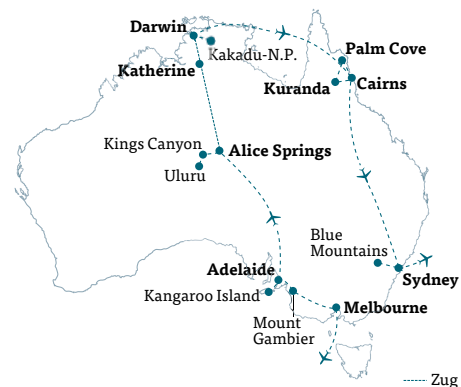 Darwin
Kakadu-N.P.
Katherine
Palm Cove
Kuranda
Cairns
Kings Canyon
Alice Springs
Uluru
Blue
Mountains
Sydney
Adelaide
Kangaroo Island
Melbourne
Mount
Gambier
Zug